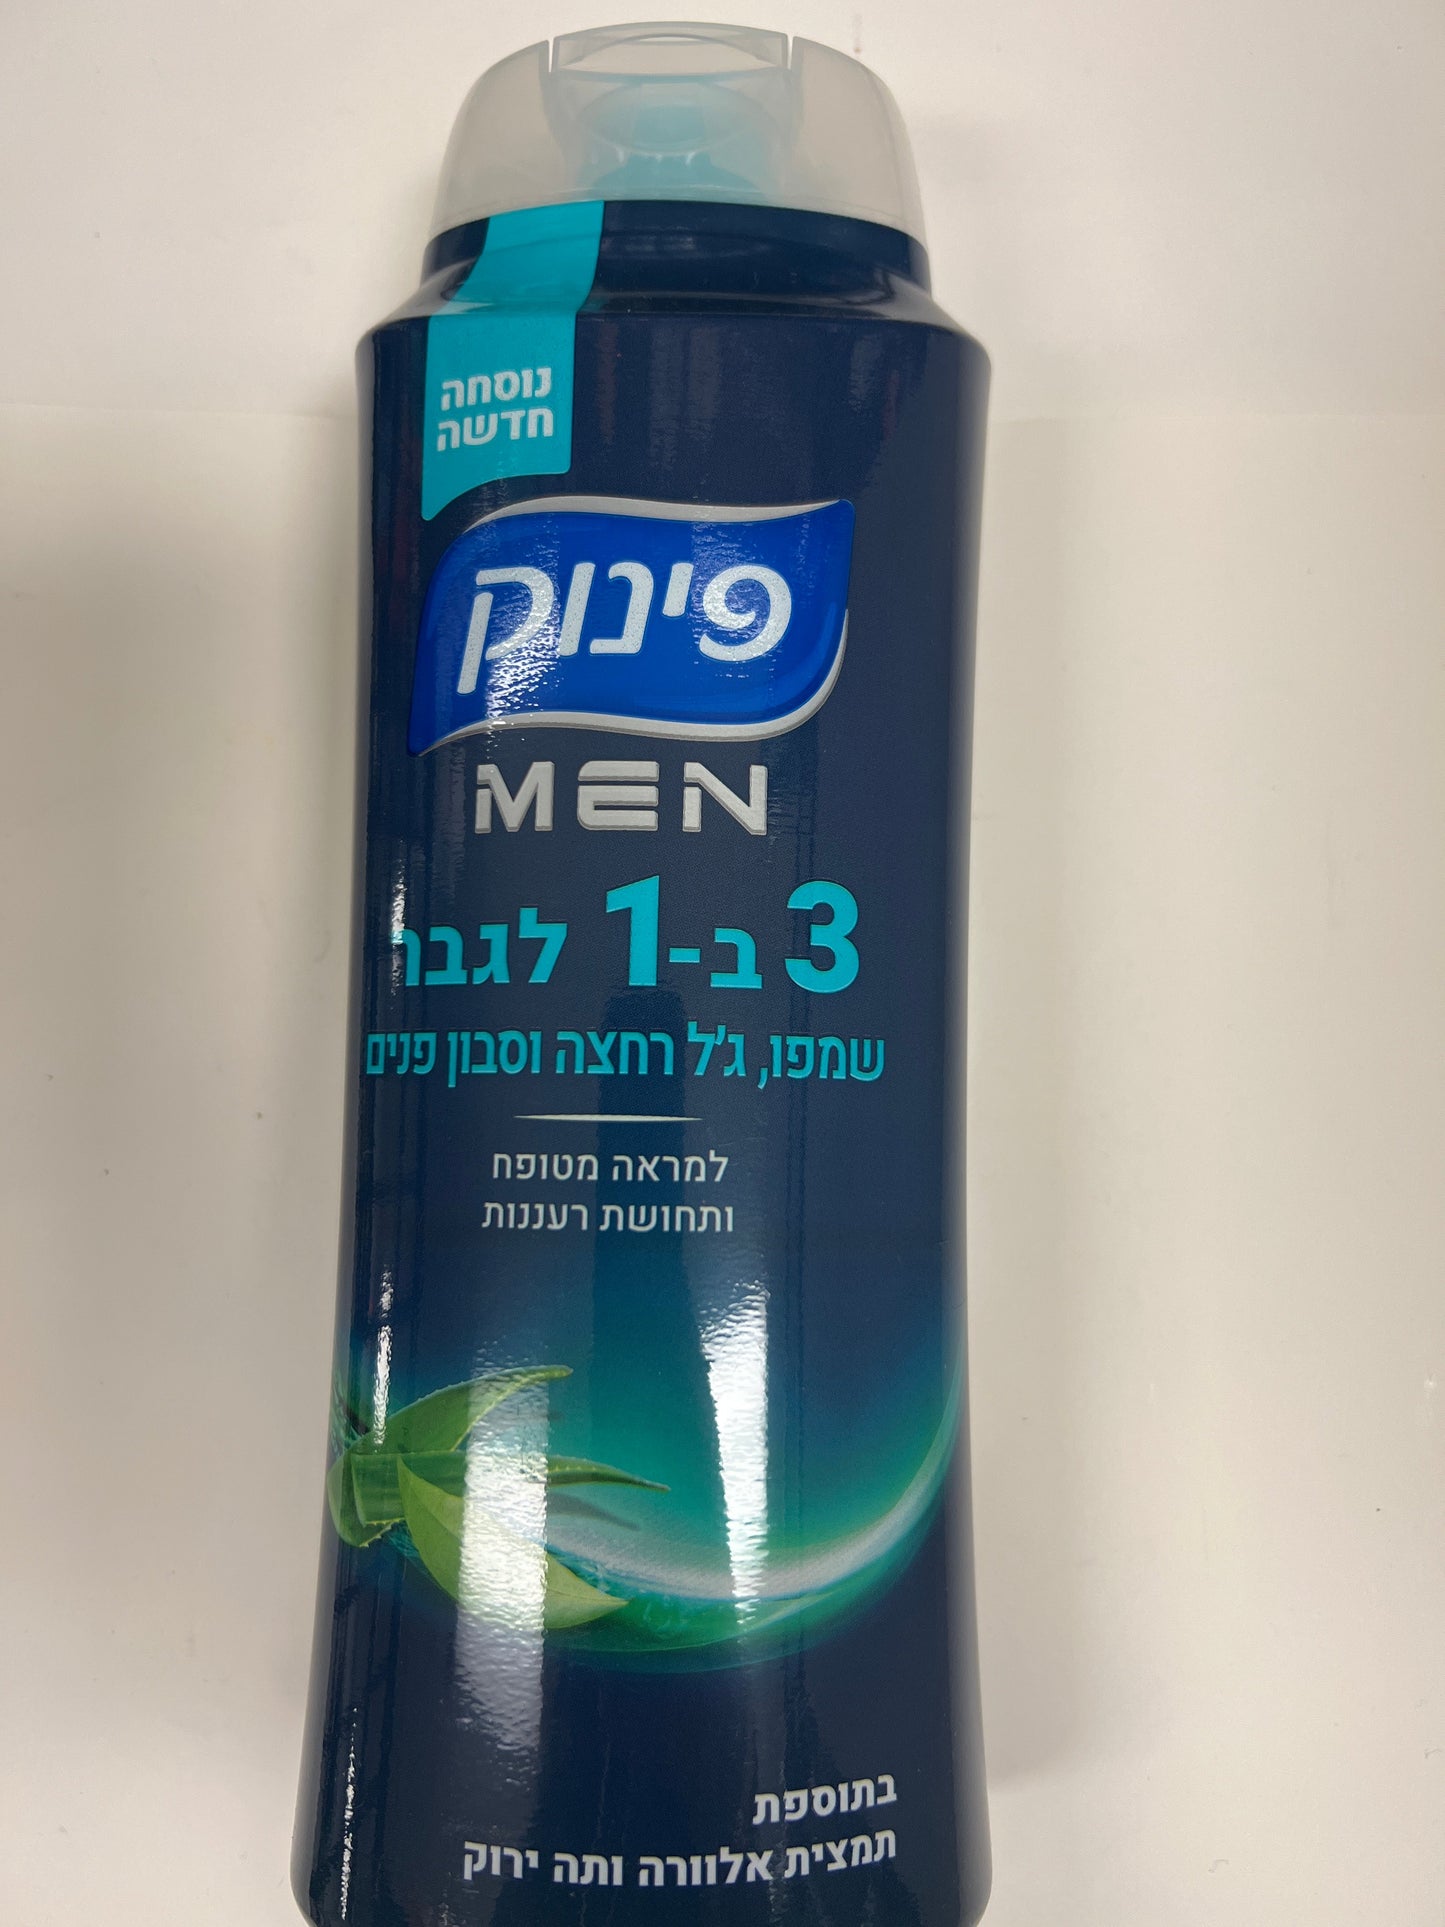 נוסחה
חדשה
פינוק
MEN
3 ב-1 לגבר
שמפו, ג'ל רחצה וסבון פנים
למראה מטופח
ותחושת רעננות
בתוספת
תמצית אלוורה ותה ירוק